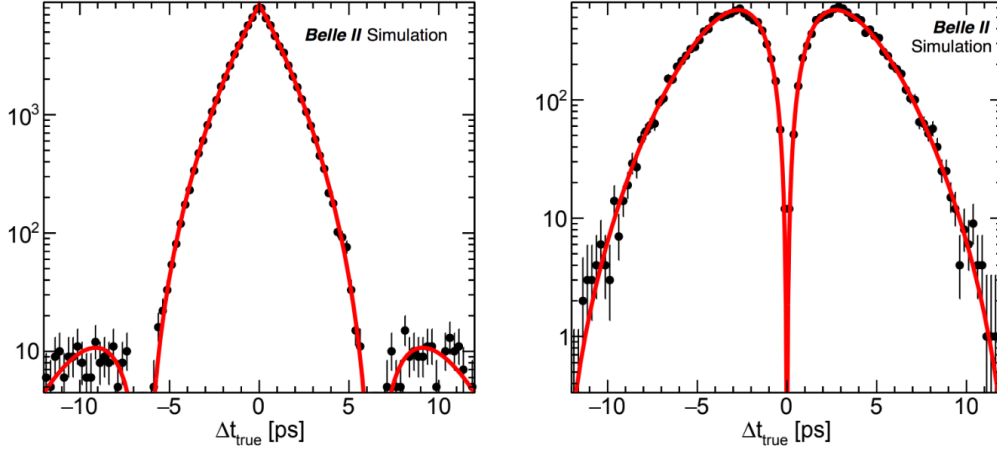 Belle II Simulation
10³
10²
10
−10 −5 0 5 10
Δt_true [ps]
Belle II
Simulation
10²
10
1
−10 −5 0 5 10
Δt_true [ps]